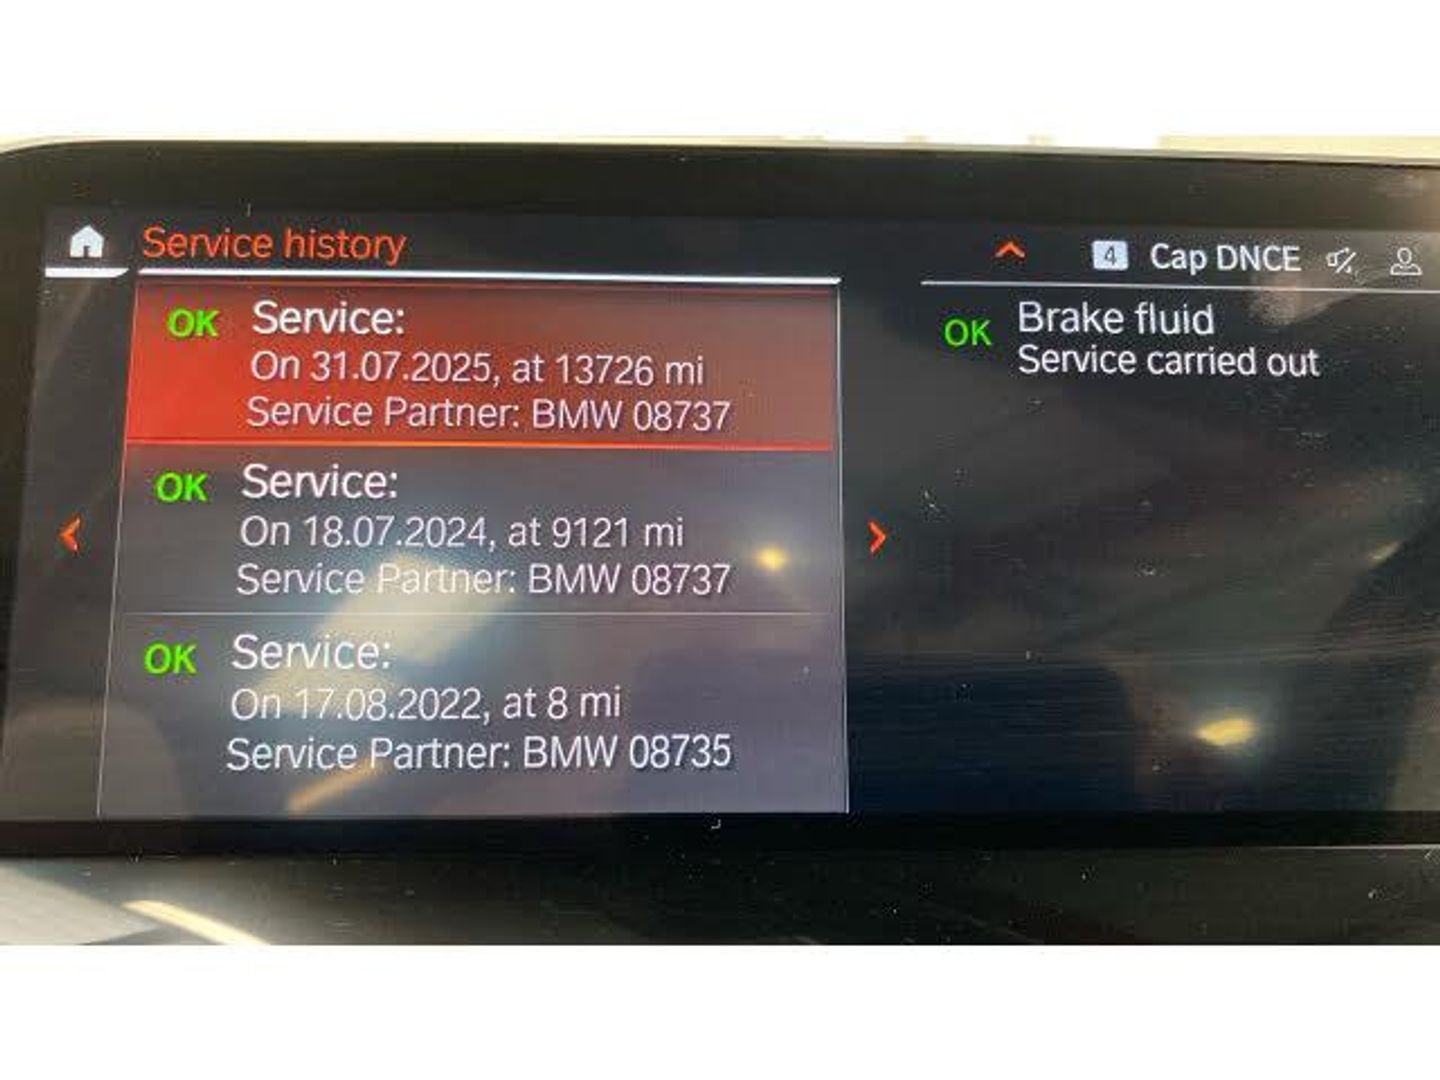 Service history
4 Cap DNCE
OK Service:
On 31.07.2025, at 13726 mi
Service Partner: BMW 08737
OK Service:
On 18.07.2024, at 9121 mi
Service Partner: BMW 08737
OK Service:
On 17.08.2022, at 8 mi
Service Partner: BMW 08735
OK Brake fluid
Service carried out